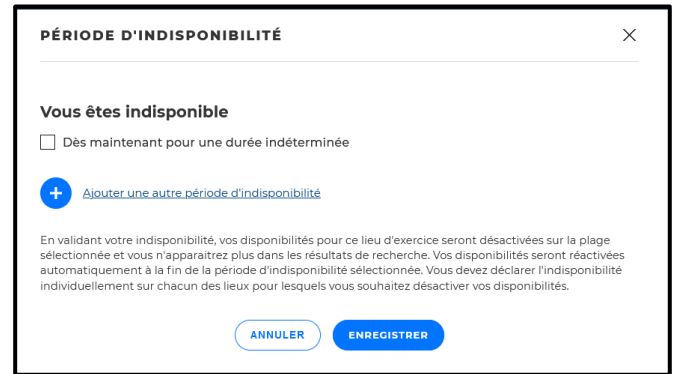 PÉRIODE D'INDISPONIBILITÉ
Vous êtes indisponible
Dès maintenant pour une durée indéterminée
Ajouter une autre période d'indisponibilité
En validant votre indisponibilité, vos disponibilités pour ce lieu d'exercice seront désactivées sur la plage
sélectionnée et vous n'apparaitrez plus dans les résultats de recherche. Vos disponibilités seront réactivées
automatiquement à la fin de la période d'indisponibilité sélectionnée. Vous devez déclarer l'indisponibilité
individuellement sur chacun des lieux pour lesquels vous souhaitez désactiver vos disponibilités.
ANNULER
ENREGISTRER